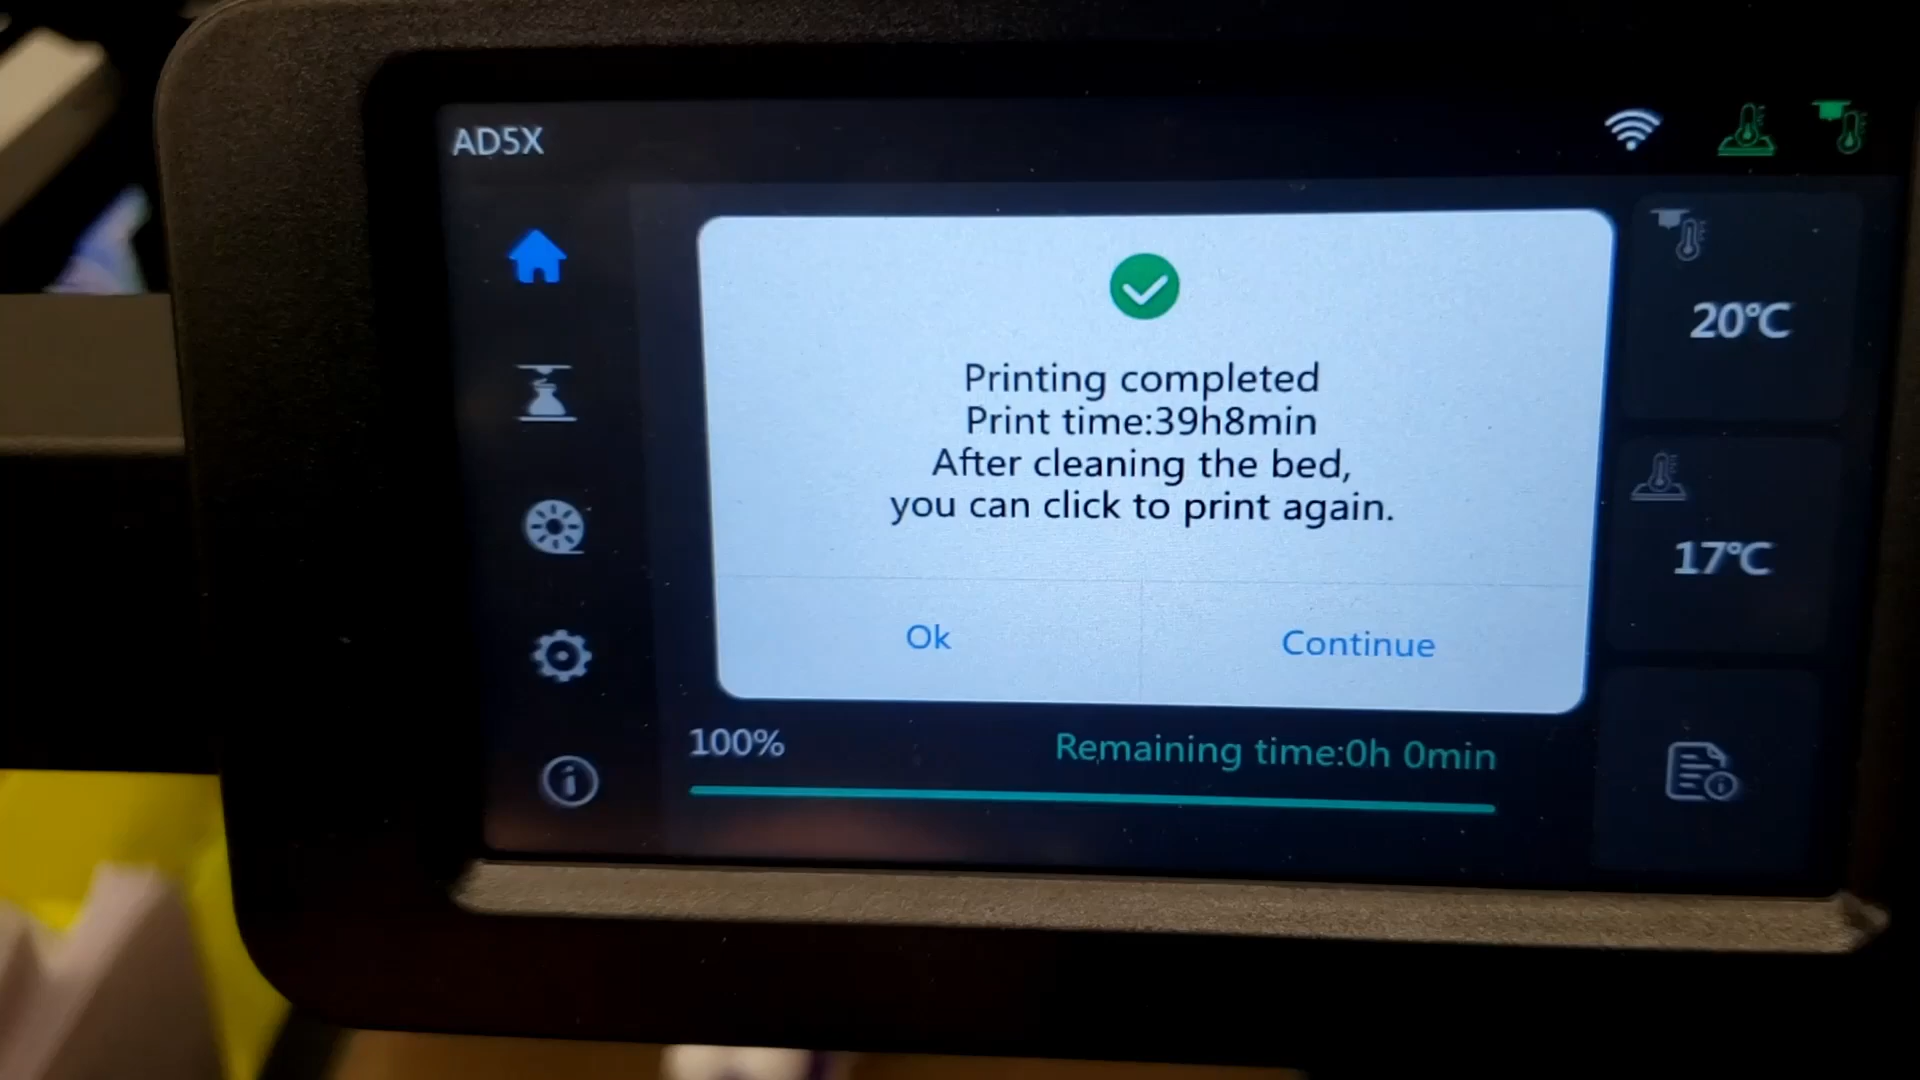 AD5X
Printing completed
Print time:39h8min
After cleaning the bed,
you can click to print again.
Ok
Continue
100%
Remaining time:0h 0min
20℃
17℃